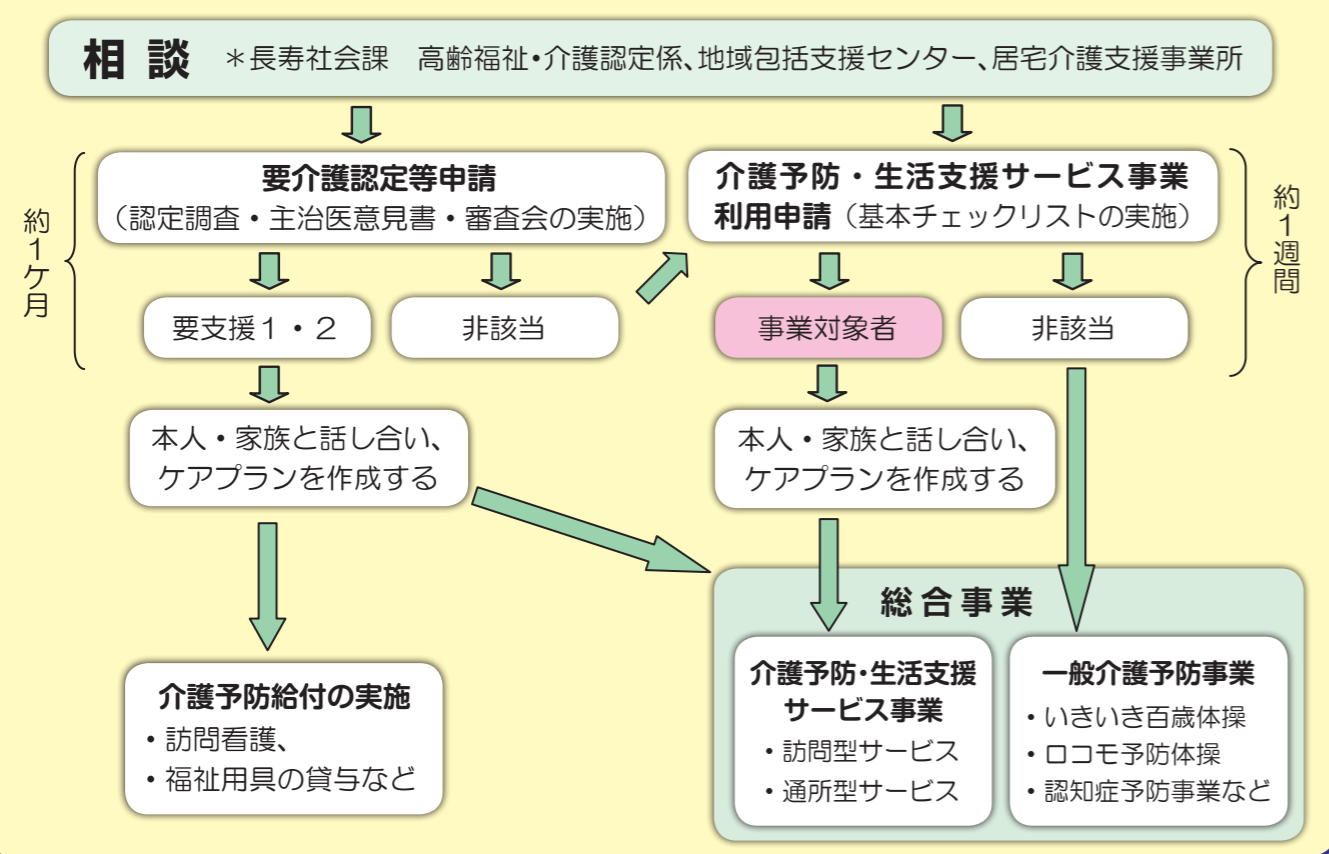 相談 ＊長寿社会課　高齢福祉・介護認定係、地域包括支援センター、居宅介護支援事業所
約１ケ月
要介護認定等申請
（認定調査・主治医意見書・審査会の実施）
要支援１・２
非該当
本人・家族と話し合い、
ケアプランを作成する
介護予防給付の実施
・訪問看護、
・福祉用具の貸与など
介護予防・生活支援サービス事業
利用申請（基本チェックリストの実施）
約１週間
事業対象者
非該当
本人・家族と話し合い、
ケアプランを作成する
総合事業
介護予防・生活支援
サービス事業
・訪問型サービス
・通所型サービス
一般介護予防事業
・いきいき百歳体操
・ロコモ予防体操
・認知症予防事業など